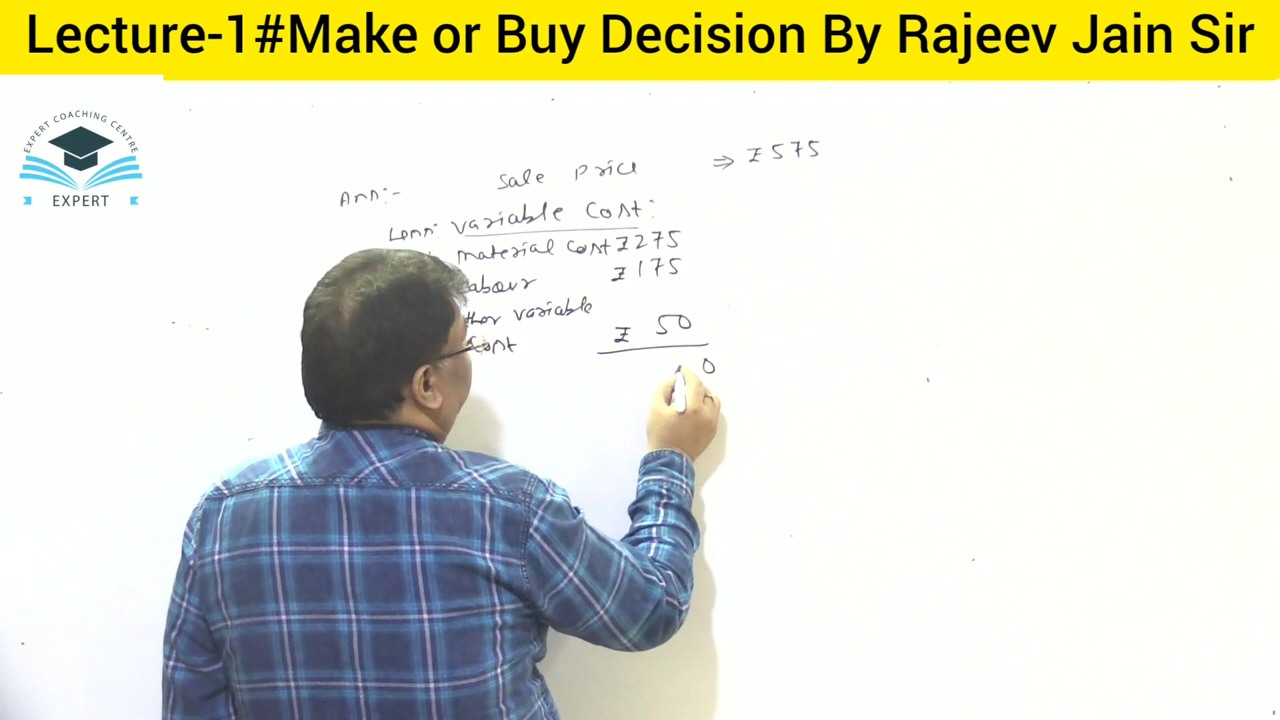 Lecture-1#Make or Buy Decision By Rajeev Jain Sir
EXPERT COACHING CENTRE
EXPERT
Ans:- Sale Price ⇒ ₹575
Less: Variable Cost:
material Cost ₹275
abour ₹175
ther variable
Cost ₹ 50
0